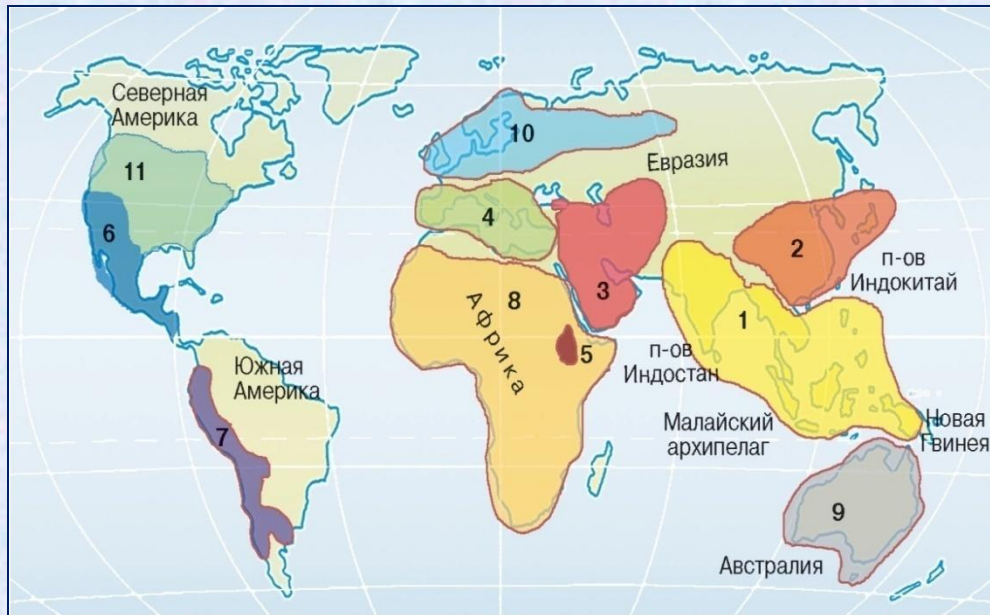 Северная
Америка
11
6
Южная
Америка
7
10
Евразия
4
3
2
п-ов
Индокитай
8
Африка
5
1
п-ов
Индостан
Малайский
архипелаг
Новая
Гвинея
9
Австралия